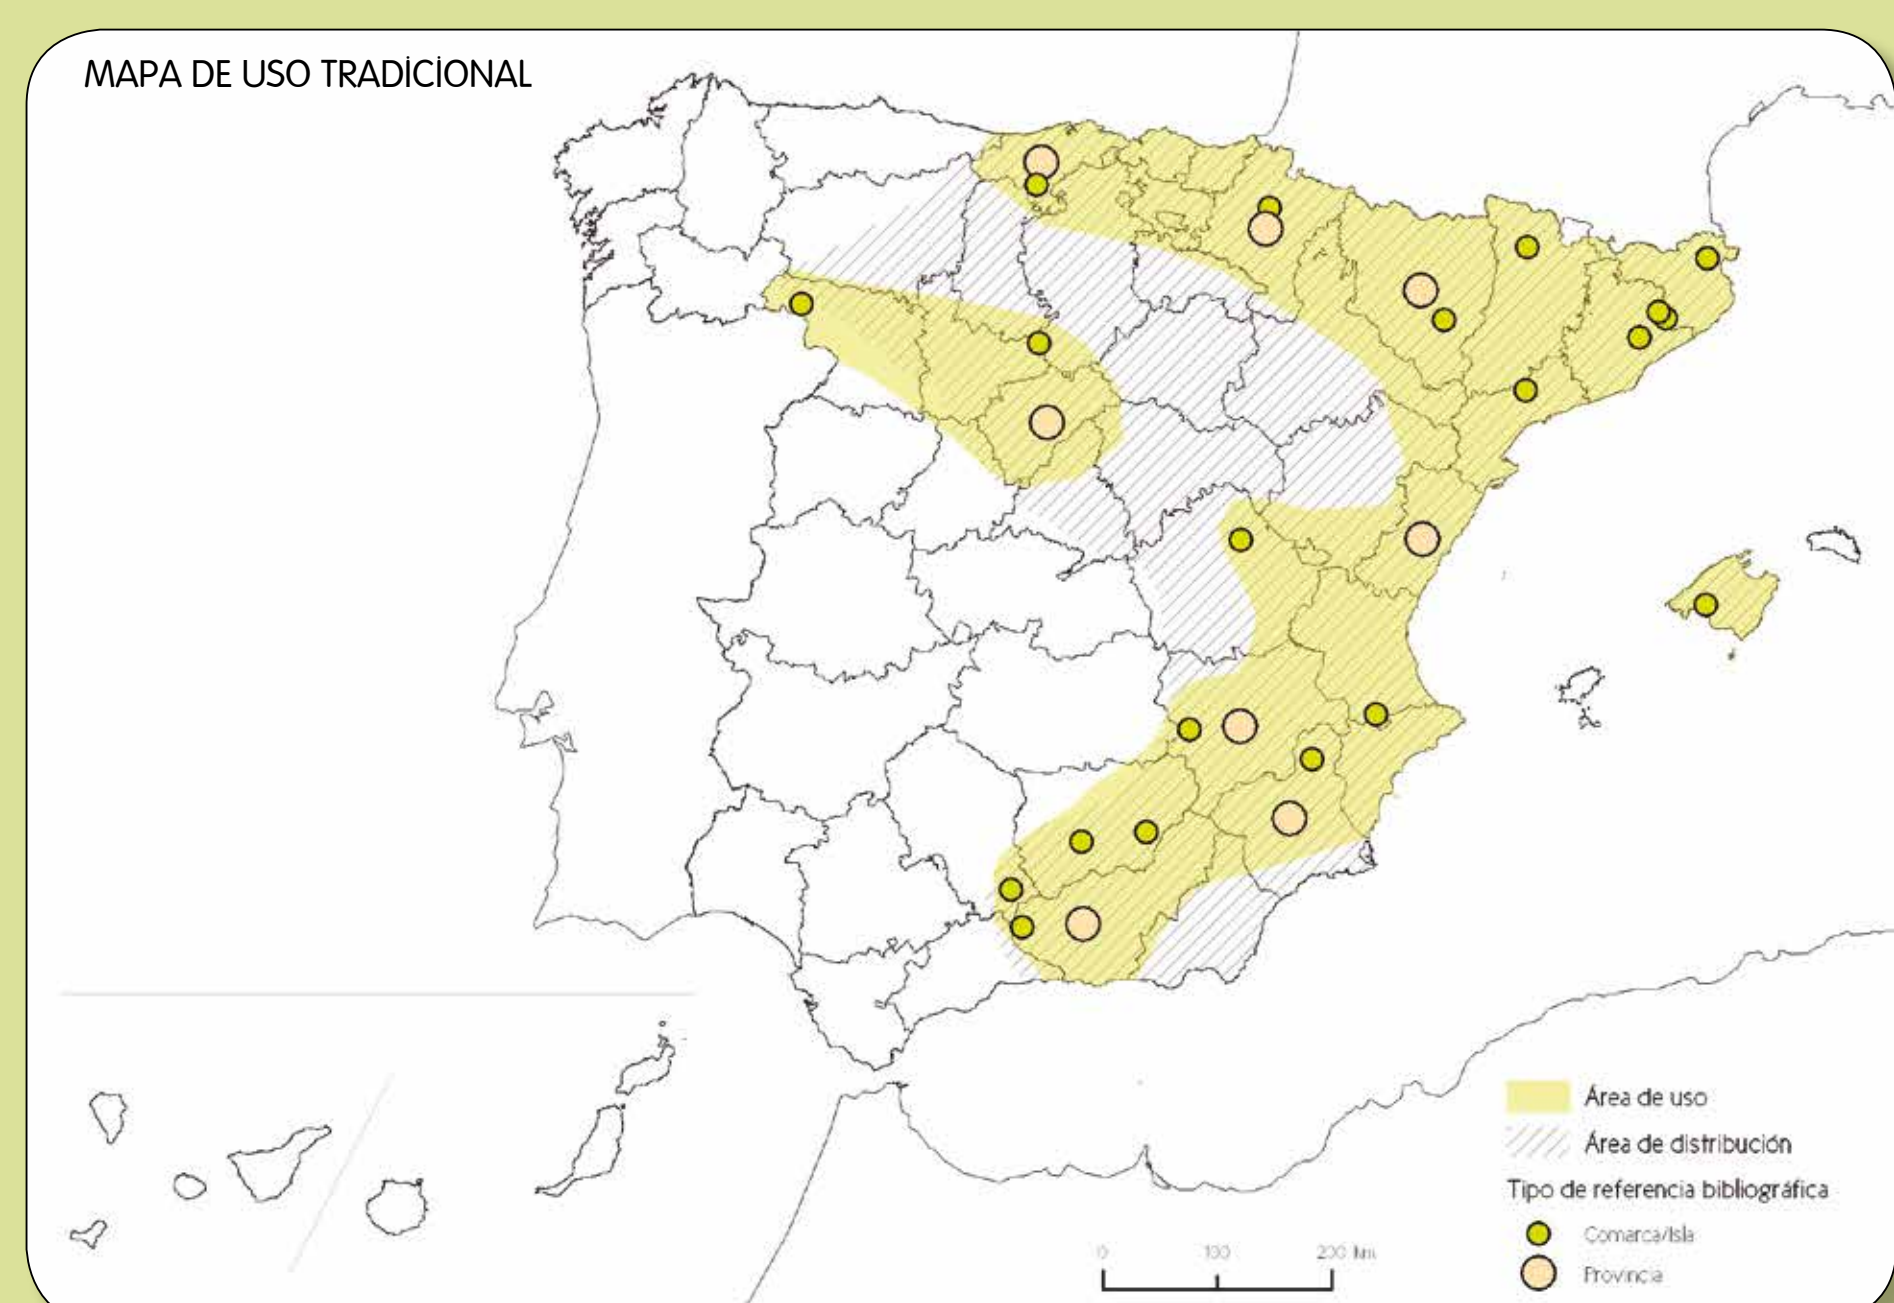 MAPA DE USO TRADICIONAL
Área de uso
Área de distribución
Tipo de referencia bibliográfica
Comarca/Isla
Provincia
0 100 200 km